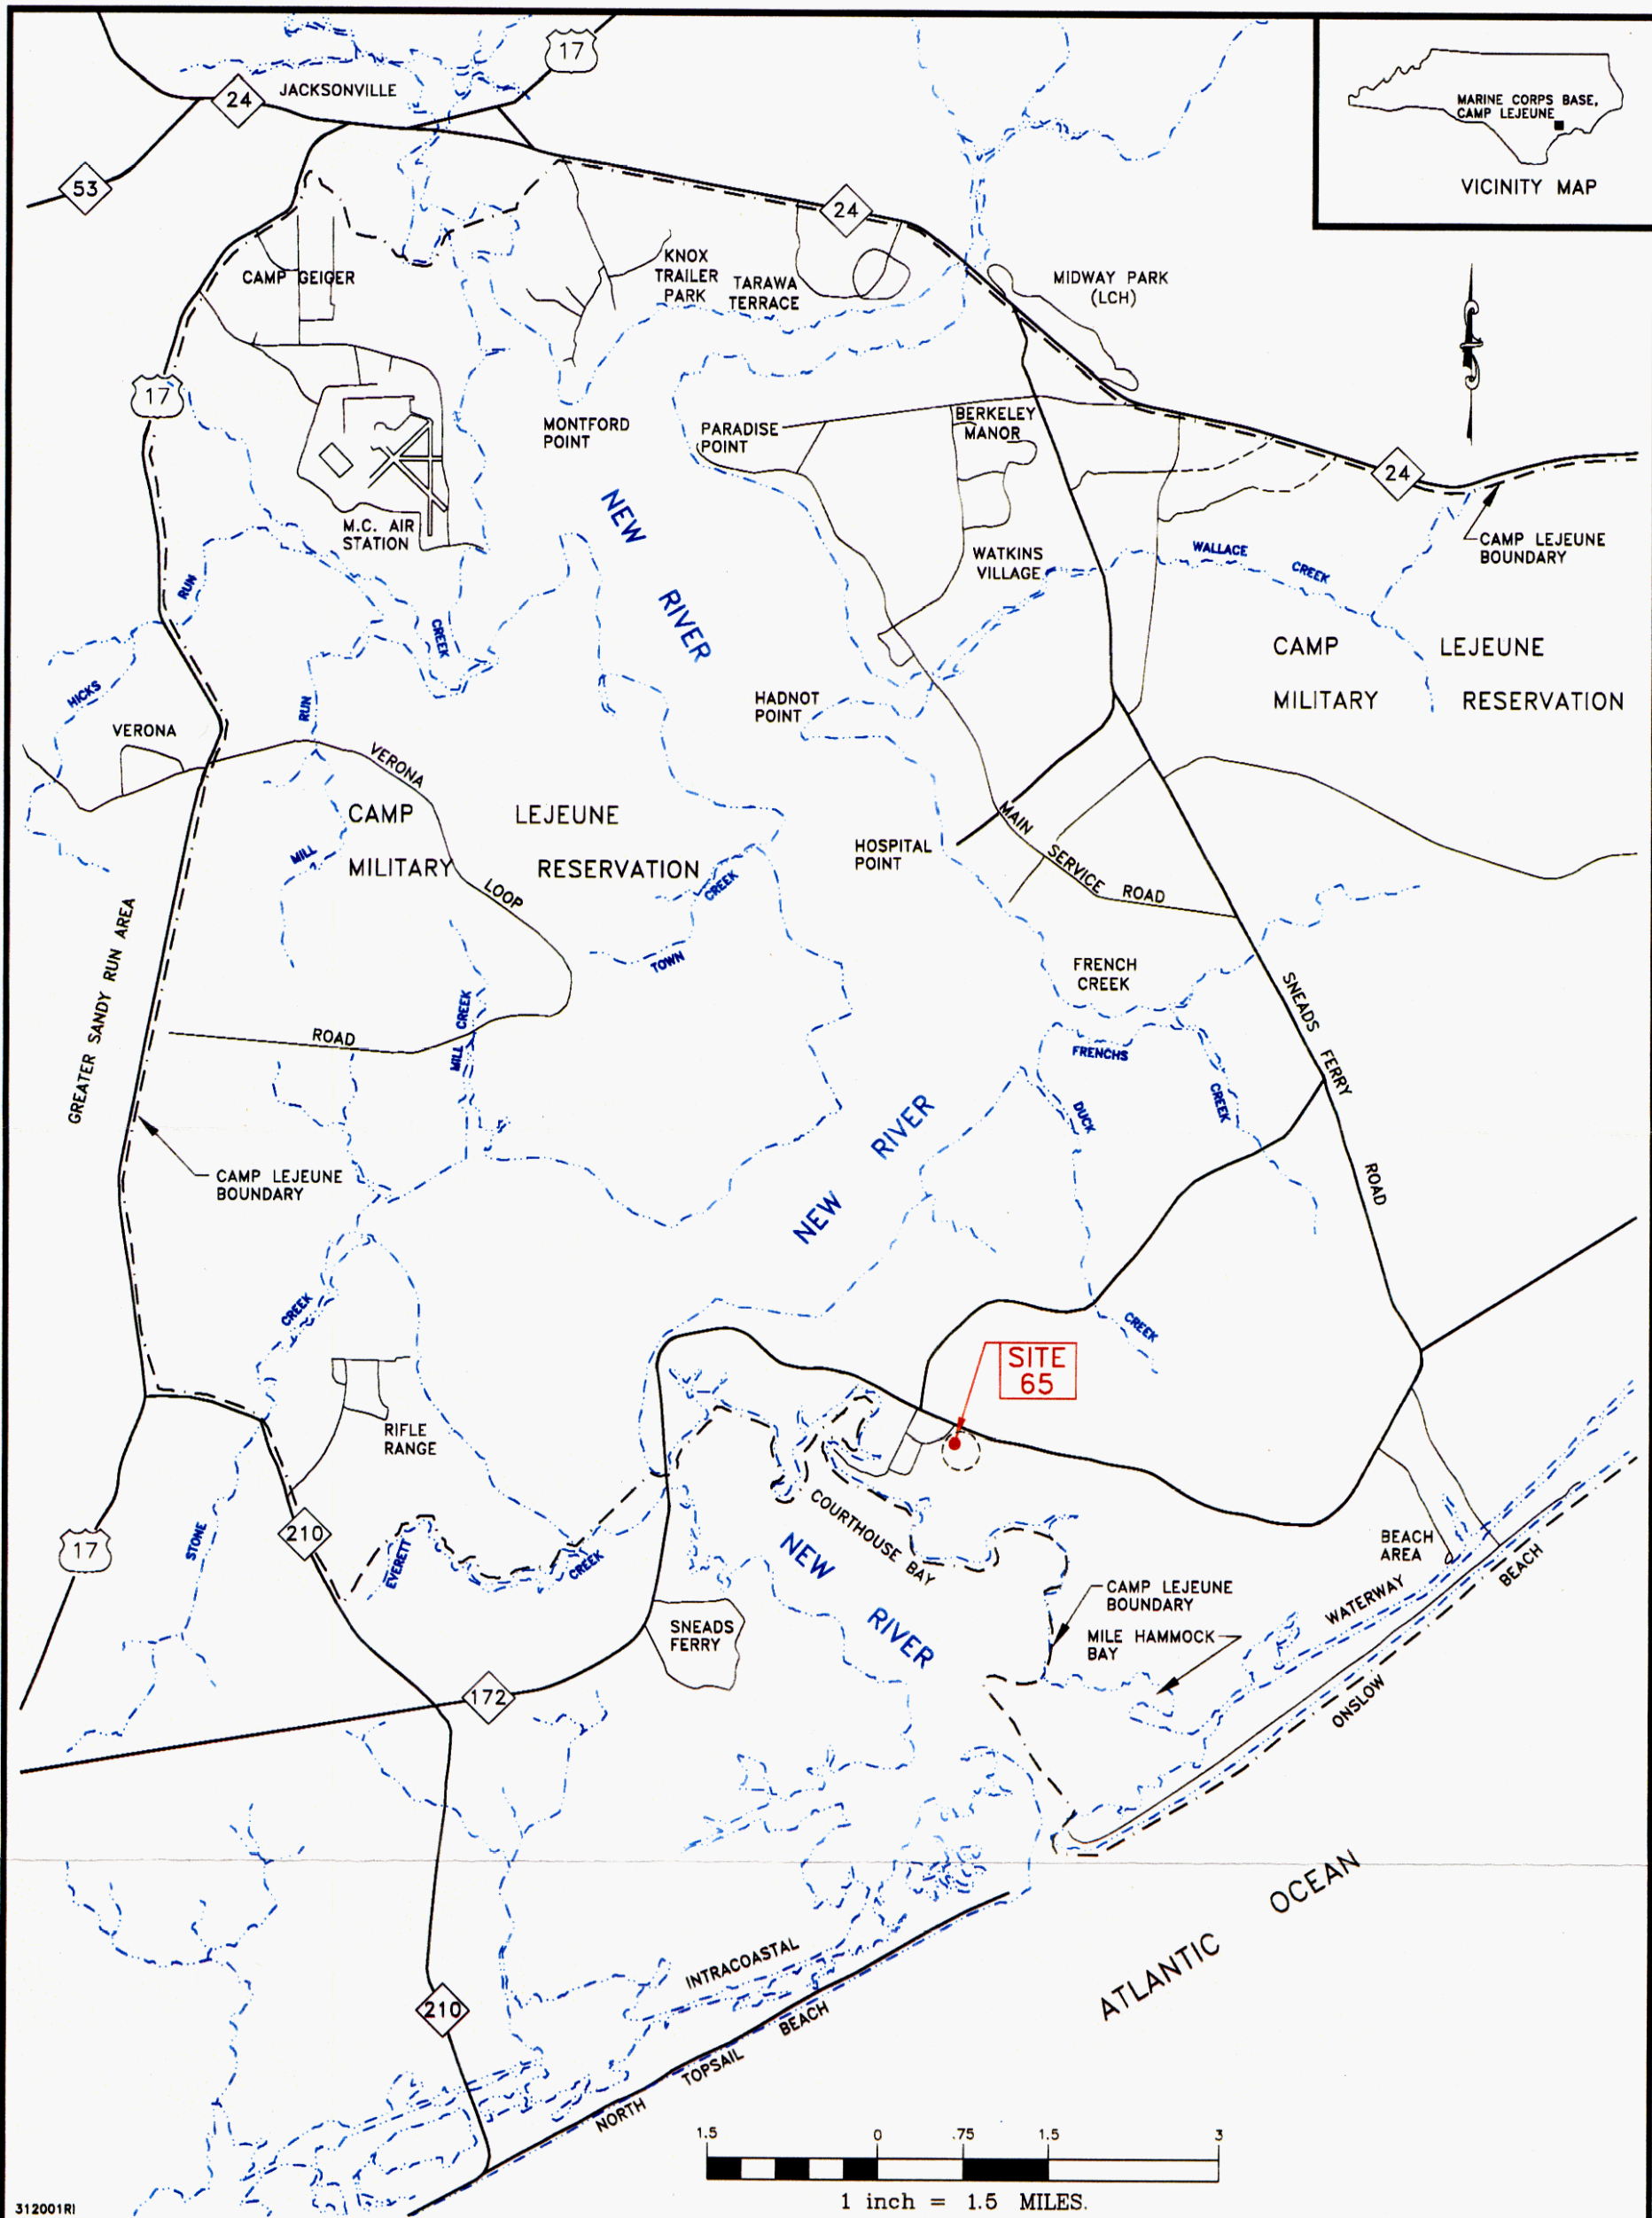 17
24
JACKSONVILLE
53
MARINE CORPS BASE,
CAMP LEJEUNE
VICINITY MAP
24
CAMP GEIGER
KNOX
TRAILER
PARK
TARAWA
TERRACE
MIDWAY PARK
(LCH)
17
MONTFORD
POINT
PARADISE
POINT
BERKELEY
MANOR
24
M.C. AIR
STATION
NEW
RIVER
WATKINS
VILLAGE
WALLACE
CREEK
CAMP LEJEUNE
BOUNDARY
RUN
CREEK
HICKS
RUN
CAMP LEJEUNE
MILITARY RESERVATION
HADNOT
POINT
VERONA
VERONA
CAMP LEJEUNE
MILITARY RESERVATION
MILL
LOOP
CREEK
TOWN
HOSPITAL
POINT
MAIN
SERVICE
ROAD
GREATER SANDY RUN AREA
FRENCH
CREEK
SNEADS
FERRY
ROAD
MILL CREEK
FRENCHS
CREEK
DUCK
CREEK
ROAD
NEW
RIVER
CAMP LEJEUNE
BOUNDARY
CREEK
SITE
65
RIFLE
RANGE
210
17
STONE
EVERETT
CREEK
COURTHOUSE BAY
NEW
RIVER
BEACH
AREA
CAMP LEJEUNE
BOUNDARY
MILE HAMMOCK
BAY
WATERWAY
BEACH
ONSLOW
SNEADS
FERRY
172
ATLANTIC
OCEAN
INTRACOASTAL
210
NORTH
TOPSAIL
BEACH
1.5 0 .75 1.5 3
1 inch = 1.5 MILES.
312001RI